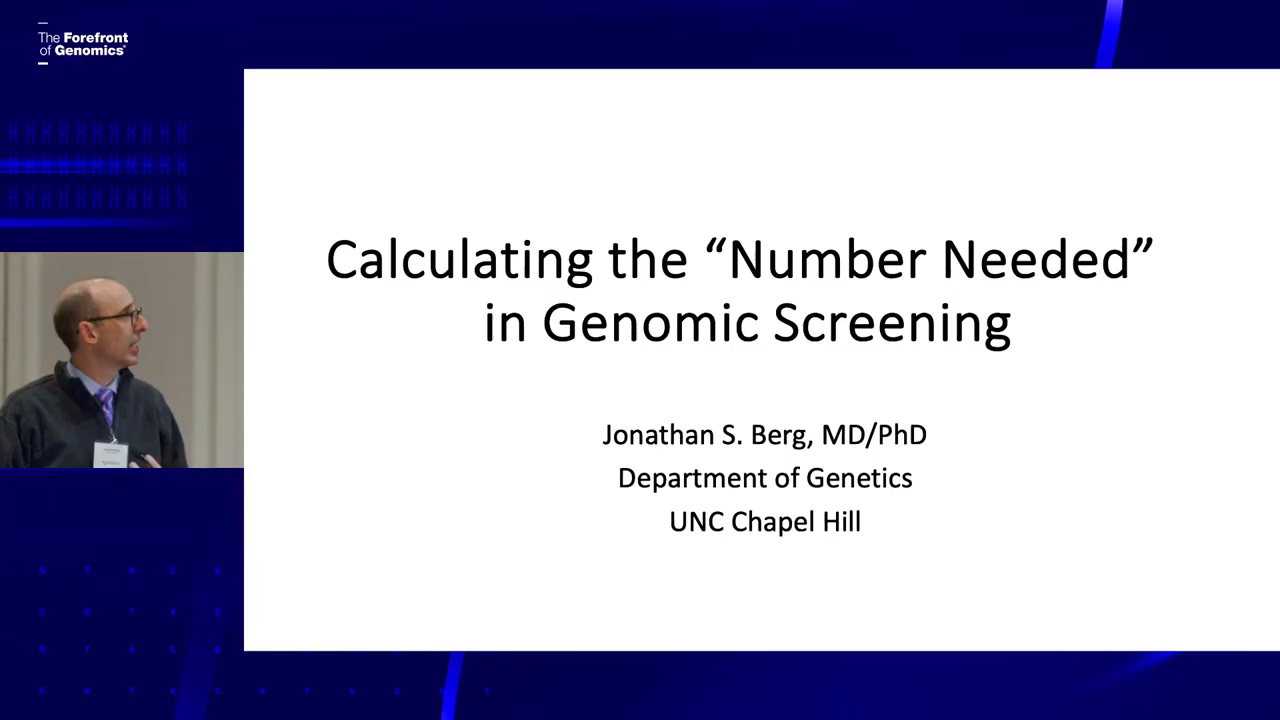 The Forefront
of Genomics®
Calculating the “Number Needed”
in Genomic Screening
Jonathan S. Berg, MD/PhD
Department of Genetics
UNC Chapel Hill